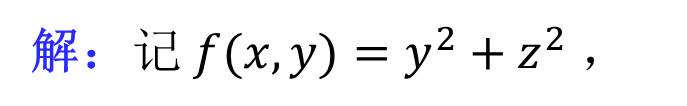 解：记 f(x,y) = y² + z²，